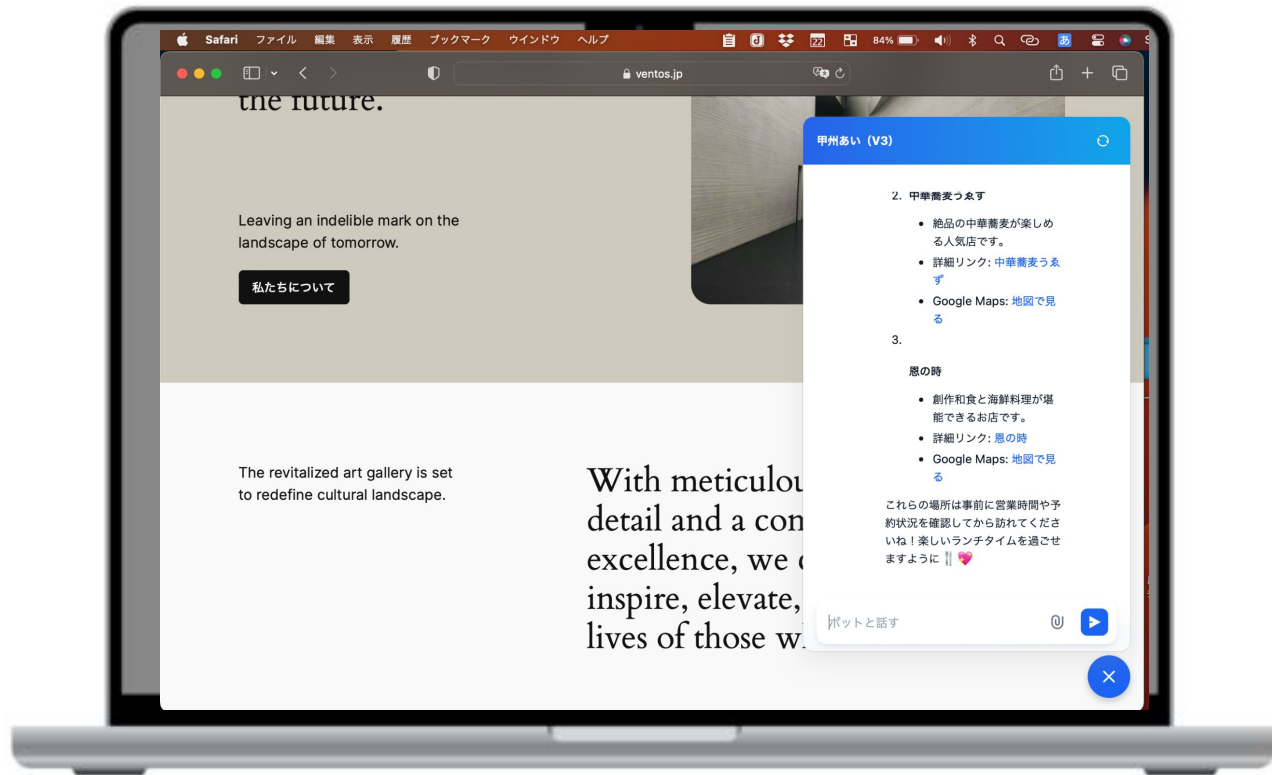 Safari ファイル 編集 表示 履歴 ブックマーク ウインドウ ヘルプ 22 84% あ
ventos.jp
the future.
Leaving an indelible mark on the
landscape of tomorrow.
私たちについて
The revitalized art gallery is set
to redefine cultural landscape.
With meticulou
detail and a con
excellence, we
inspire, elevate,
lives of those w
甲州あい（V3）
2. 中華蕎麦うゑず
• 絶品の中華蕎麦が楽しめ
る人気店です。
• 詳細リンク: 中華蕎麦うゑ
ず
• Google Maps: 地図で見
る
3.
恩の時
• 創作和食と海鮮料理が堪
能できるお店です。
• 詳細リンク: 恩の時
• Google Maps: 地図で見
る
これらの場所は事前に営業時間や予
約状況を確認してから訪れてくださ
いね！楽しいランチタイムを過ごせ
ますように 🍴 💖
ボットと話す